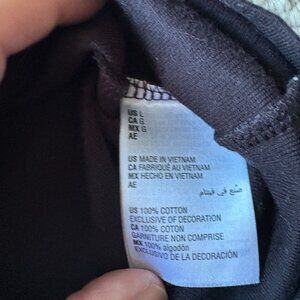 US L
CA G
MX G
AE
US MADE IN VIETNAM
CA FABRIQUÉ AU VIETNAM
MX HECHO EN VIETNAM
AE
صنع في فيتنام
US 100% COTTON
EXCLUSIVE OF DECORATION
CA 100% COTON
GARNITURE NON COMPRISE
MX 100% algodón
EXCLUSIVO DE LA DECORACIÓN